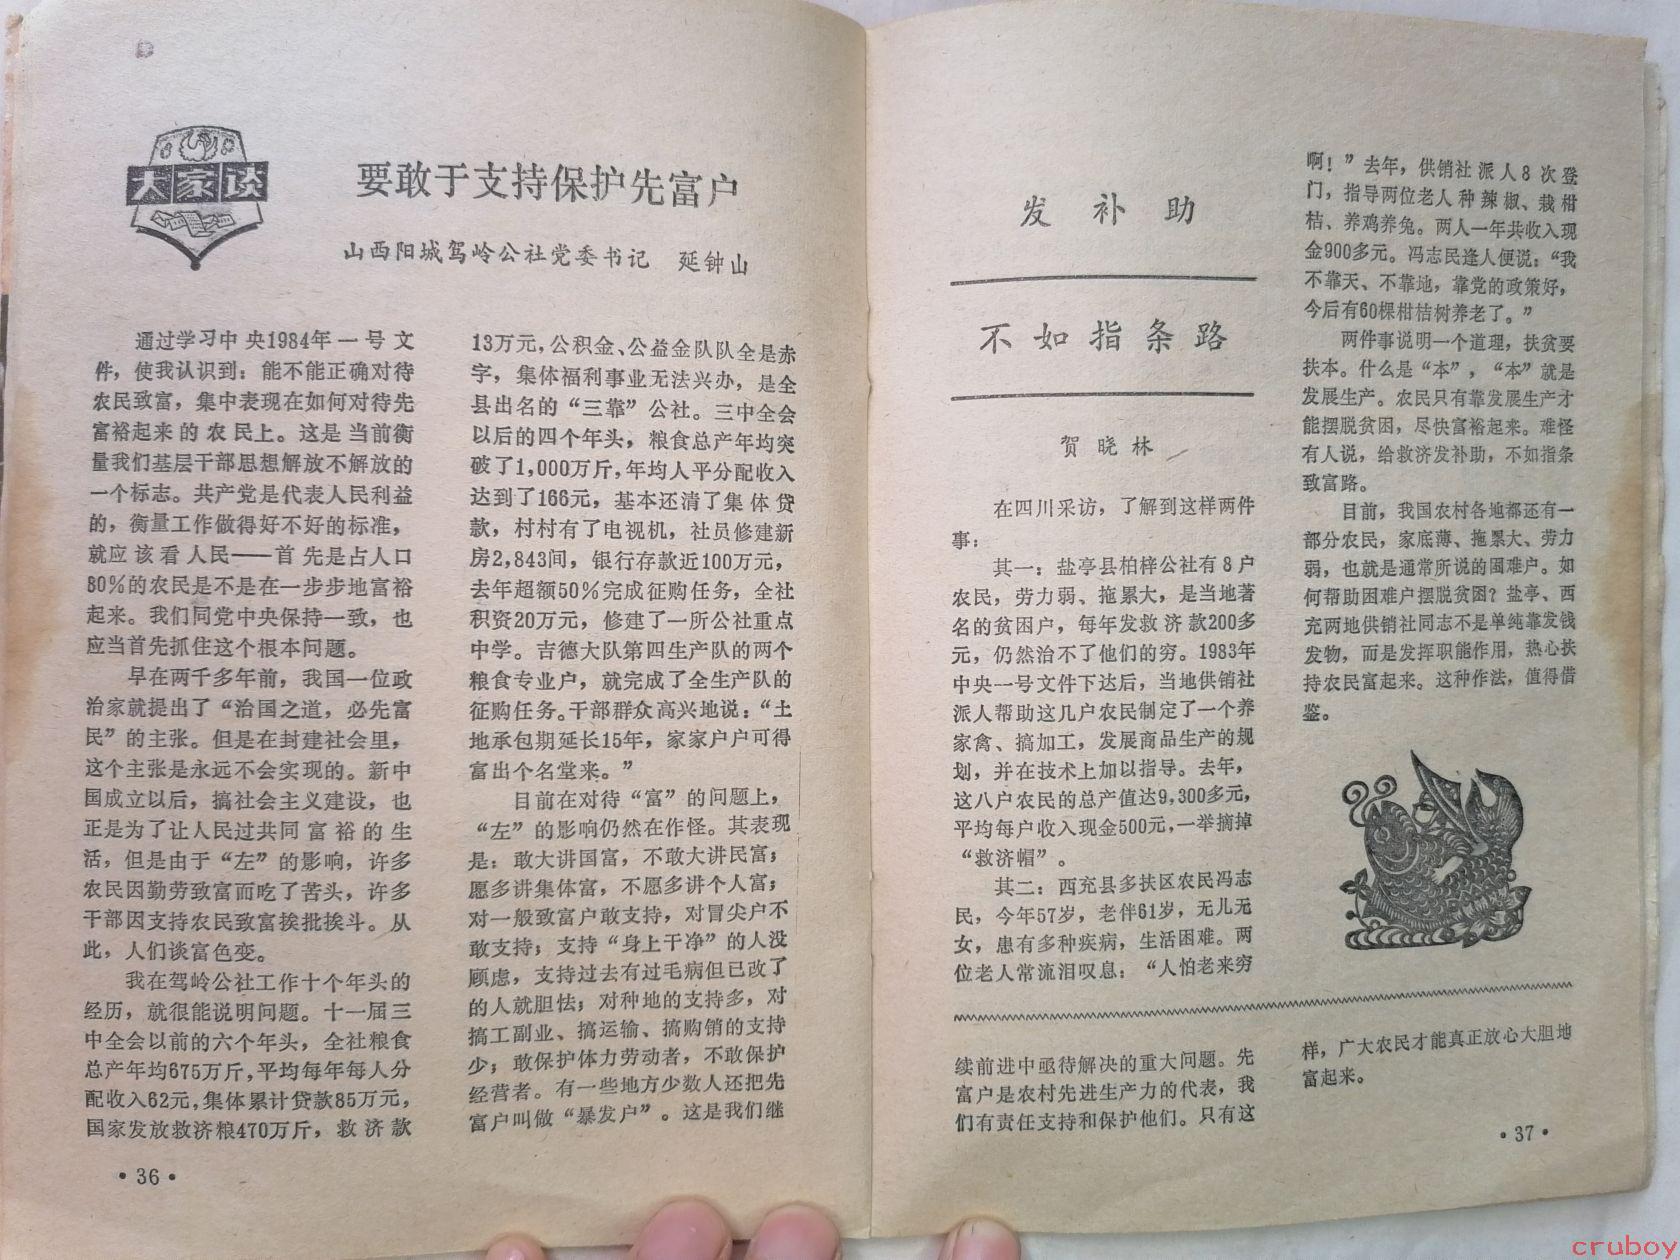 大家谈
要敢于支持保护先富户
山西阳城驾岭公社党委书记 延钟山
通过学习中央1984年一号文
件，使我认识到：能不能正确对待
农民致富，集中表现在如何对待先
富裕起来的农民上。这是当前衡
量我们基层干部思想解放不解放的
一个标志。共产党是代表人民利益
的，衡量工作做得好不好的标准，
就应该看人民——首先是占人口
80%的农民是不是在一步步地富裕
起来。我们同党中央保持一致，也
应当首先抓住这个根本问题。
早在两千多年前，我国一位政
治家就提出了“治国之道，必先富
民”的主张。但是在封建社会里，
这个主张是永远不会实现的。新中
国成立以后，搞社会主义建设，也
正是为了让人民过共同富裕的生
活，但是由于“左”的影响，许多
农民因勤劳致富而吃了苦头，许多
干部因支持农民致富挨批挨斗。从
此，人们谈富色变。
我在驾岭公社工作十个年头的
经历，就很能说明问题。十一届三
中全会以前的六个年头，全社粮食
总产年均675万斤，平均每年每人分
配收入62元，集体累计贷款85万元，
国家发放救济粮470万斤，救济款
13万元，公积金、公益金队队全是赤
字，集体福利事业无法兴办，是全
县出名的“三靠”公社。三中全会
以后的四个年头，粮食总产年均突
破了1,000万斤，年均人平分配收入
达到了166元，基本还清了集体贷
款，村村有了电视机，社员修建新
房2,843间，银行存款近100万元，
去年超额50%完成征购任务，全社
积资20万元，修建了一所公社重点
中学。吉德大队第四生产队的两个
粮食专业户，就完成了全生产队的
征购任务。干部群众高兴地说：“土
地承包期延长15年，家家户户可得
富出个名堂来。”
目前在对待“富”的问题上，
“左”的影响仍然在作怪。其表现
是：敢大讲国富，不敢大讲民富；
愿多讲集体富，不愿多讲个人富；
对一般致富户敢支持，对冒尖户不
敢支持；支持“身上干净”的人没
顾虑，支持过去有过毛病但已改了
的人就胆怯；对种地的支持多，对
搞工副业、搞运输、搞购销的支持
少；敢保护体力劳动者，不敢保护
经营者。有一些地方少数人还把先
富户叫做“暴发户”。这是我们继
·36·
发补助
不如指条路
贺晓林
在四川采访，了解到这样两件
事：
其一：盐亭县柏梓公社有8户
农民，劳力弱、拖累大，是当地著
名的贫困户，每年发救济款200多
元，仍然治不了他们的穷。1983年
中央一号文件下达后，当地供销社
派人帮助这几户农民制定了一个养
家禽、搞加工，发展商品生产的规
划，并在技术上加以指导。去年，
这八户农民的总产值达9,300多元，
平均每户收入现金500元，一举摘掉
“救济帽”。
其二：西充县多扶区农民冯志
民，今年57岁，老伴61岁，无儿无
女，患有多种疾病，生活困难。两
位老人常流泪叹息：“人怕老来穷
啊！”去年，供销社派人8次登
门，指导两位老人种辣椒、栽柑
桔、养鸡养兔。两人一年共收入现
金900多元。冯志民逢人便说：“我
不靠天、不靠地，靠党的政策好，
今后有60棵柑桔树养老了。”
两件事说明一个道理，扶贫要
扶本。什么是“本”，“本”就是
发展生产。农民只有靠发展生产才
能摆脱贫困，尽快富裕起来。难怪
有人说，给救济发补助，不如指条
致富路。
目前，我国农村各地都还有一
部分农民，家底薄、拖累大、劳力
弱，也就是通常所说的困难户。如
何帮助困难户摆脱贫困？盐亭、西
充两地供销社同志不是单纯靠发钱
发物，而是发挥职能作用，热心扶
持农民富起来。这种作法，值得借
鉴。
续前进中亟待解决的重大问题。先
富户是农村先进生产力的代表，我
们有责任支持和保护他们。只有这
样，广大农民才能真正放心大胆地
富起来。
·37·
cruboy